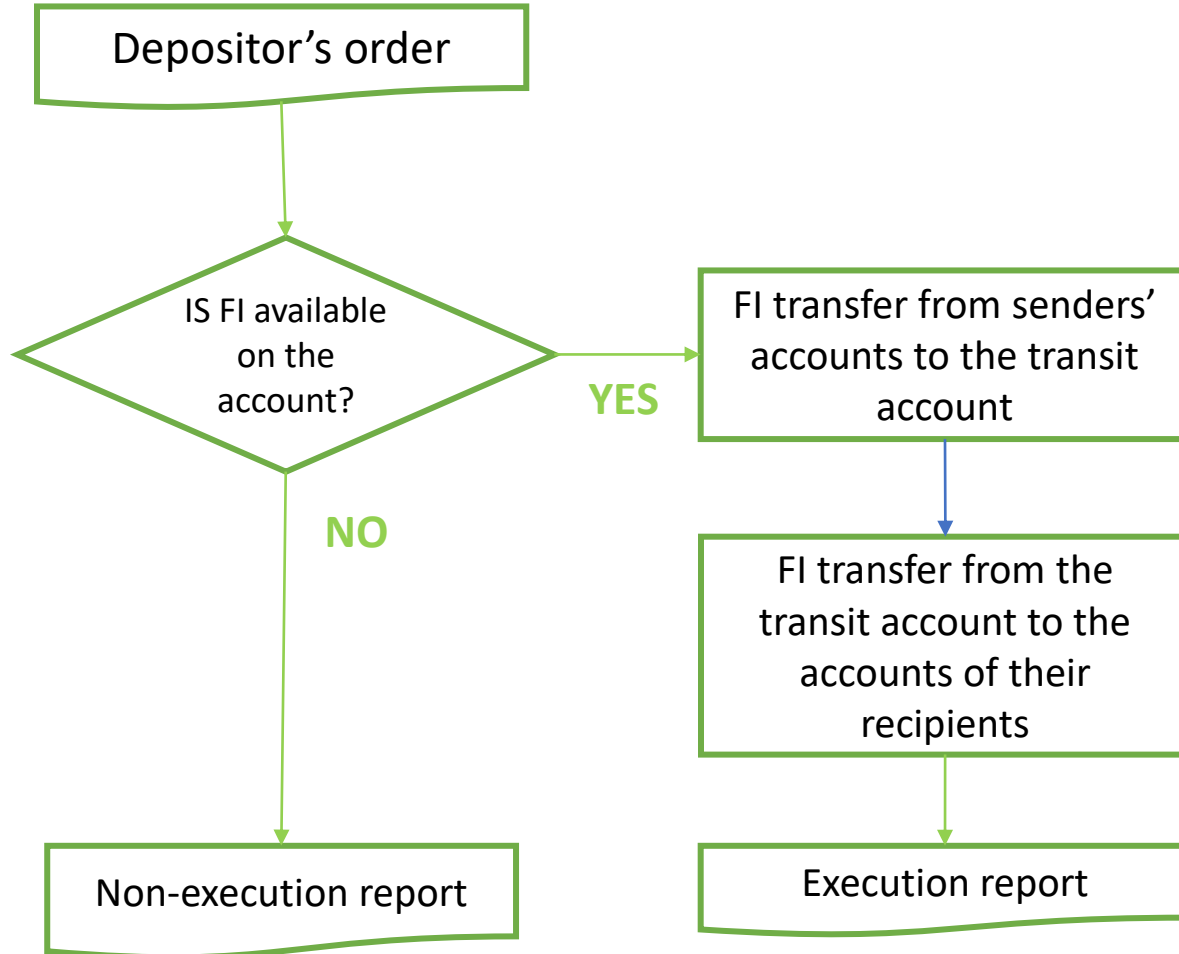 Depositor’s order
IS FI available
on the
account?
YES
NO
FI transfer from senders’
accounts to the transit
account
FI transfer from the
transit account to the
accounts of their
recipients
Non-execution report
Execution report